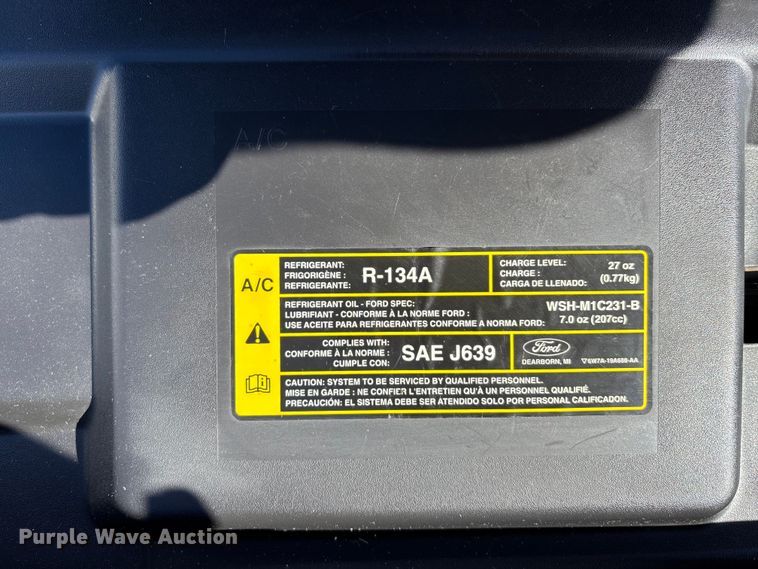 A/C
A/C
REFRIGERANT:
FRIGORIGÈNE :
REFRIGERANTE:
R-134A
CHARGE LEVEL:
CHARGE :
CARGA DE LLENADO:
27 oz
(0.77kg)
REFRIGERANT OIL - FORD SPEC:
LUBRIFIANT - CONFORME À LA NORME FORD :
USE ACEITE PARA REFRIGERANTES CONFORME A NORMA FORD:
WSH-M1C231-B
7.0 oz (207cc)
COMPLIES WITH:
CONFORME À LA NORME :
CUMPLE CON:
SAE J639
Ford
DEARBORN, MI
6W7A-19A688-AA
CAUTION: SYSTEM TO BE SERVICED BY QUALIFIED PERSONNEL.
MISE EN GARDE : NE CONFIER L'ENTRETIEN QU'À UN PERSONNEL QUALIFIÉ.
PRECAUCIÓN: EL SISTEMA DEBE SER ATENDIDO SOLO POR PERSONAL CALIFICADO.
Purple Wave Auction